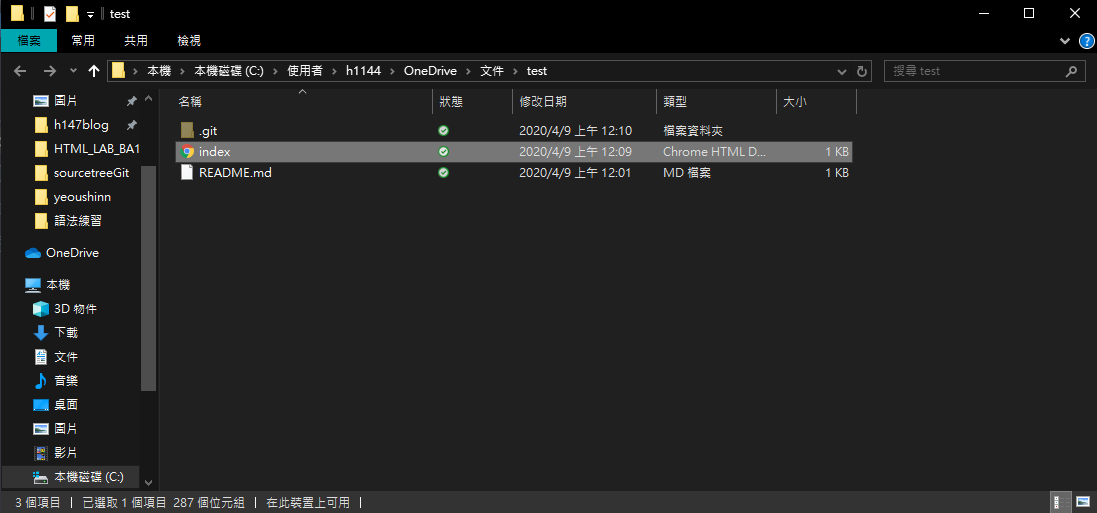 test
檔案 常用 共用 檢視
本機 本機磁碟 (C:) 使用者 h1144 OneDrive 文件 test
搜尋 test
圖片
h147blog
HTML_LAB_BA1
sourcetreeGit
yeoushinn
語法練習
OneDrive
本機
3D 物件
下載
文件
音樂
桌面
圖片
影片
本機磁碟 (C:)
名稱 狀態 修改日期 類型 大小
.git 2020/4/9 上午 12:10 檔案資料夾
index 2020/4/9 上午 12:09 Chrome HTML D... 1 KB
README.md 2020/4/9 上午 12:01 MD 檔案 1 KB
3 個項目 已選取 1 個項目 287 個位元組 在此裝置上可用